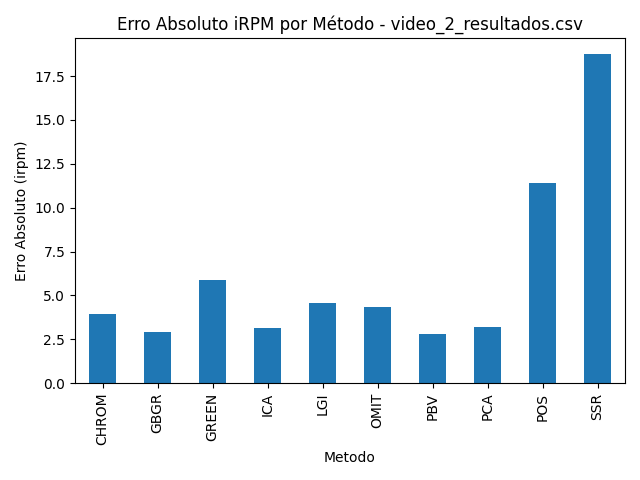 Erro Absoluto iRPM por Método - video_2_resultados.csv
Erro Absoluto (irpm)
17.5
15.0
12.5
10.0
7.5
5.0
2.5
0.0
CHROM
GBGR
GREEN
ICA
LGI
OMIT
PBV
PCA
POS
SSR
Metodo